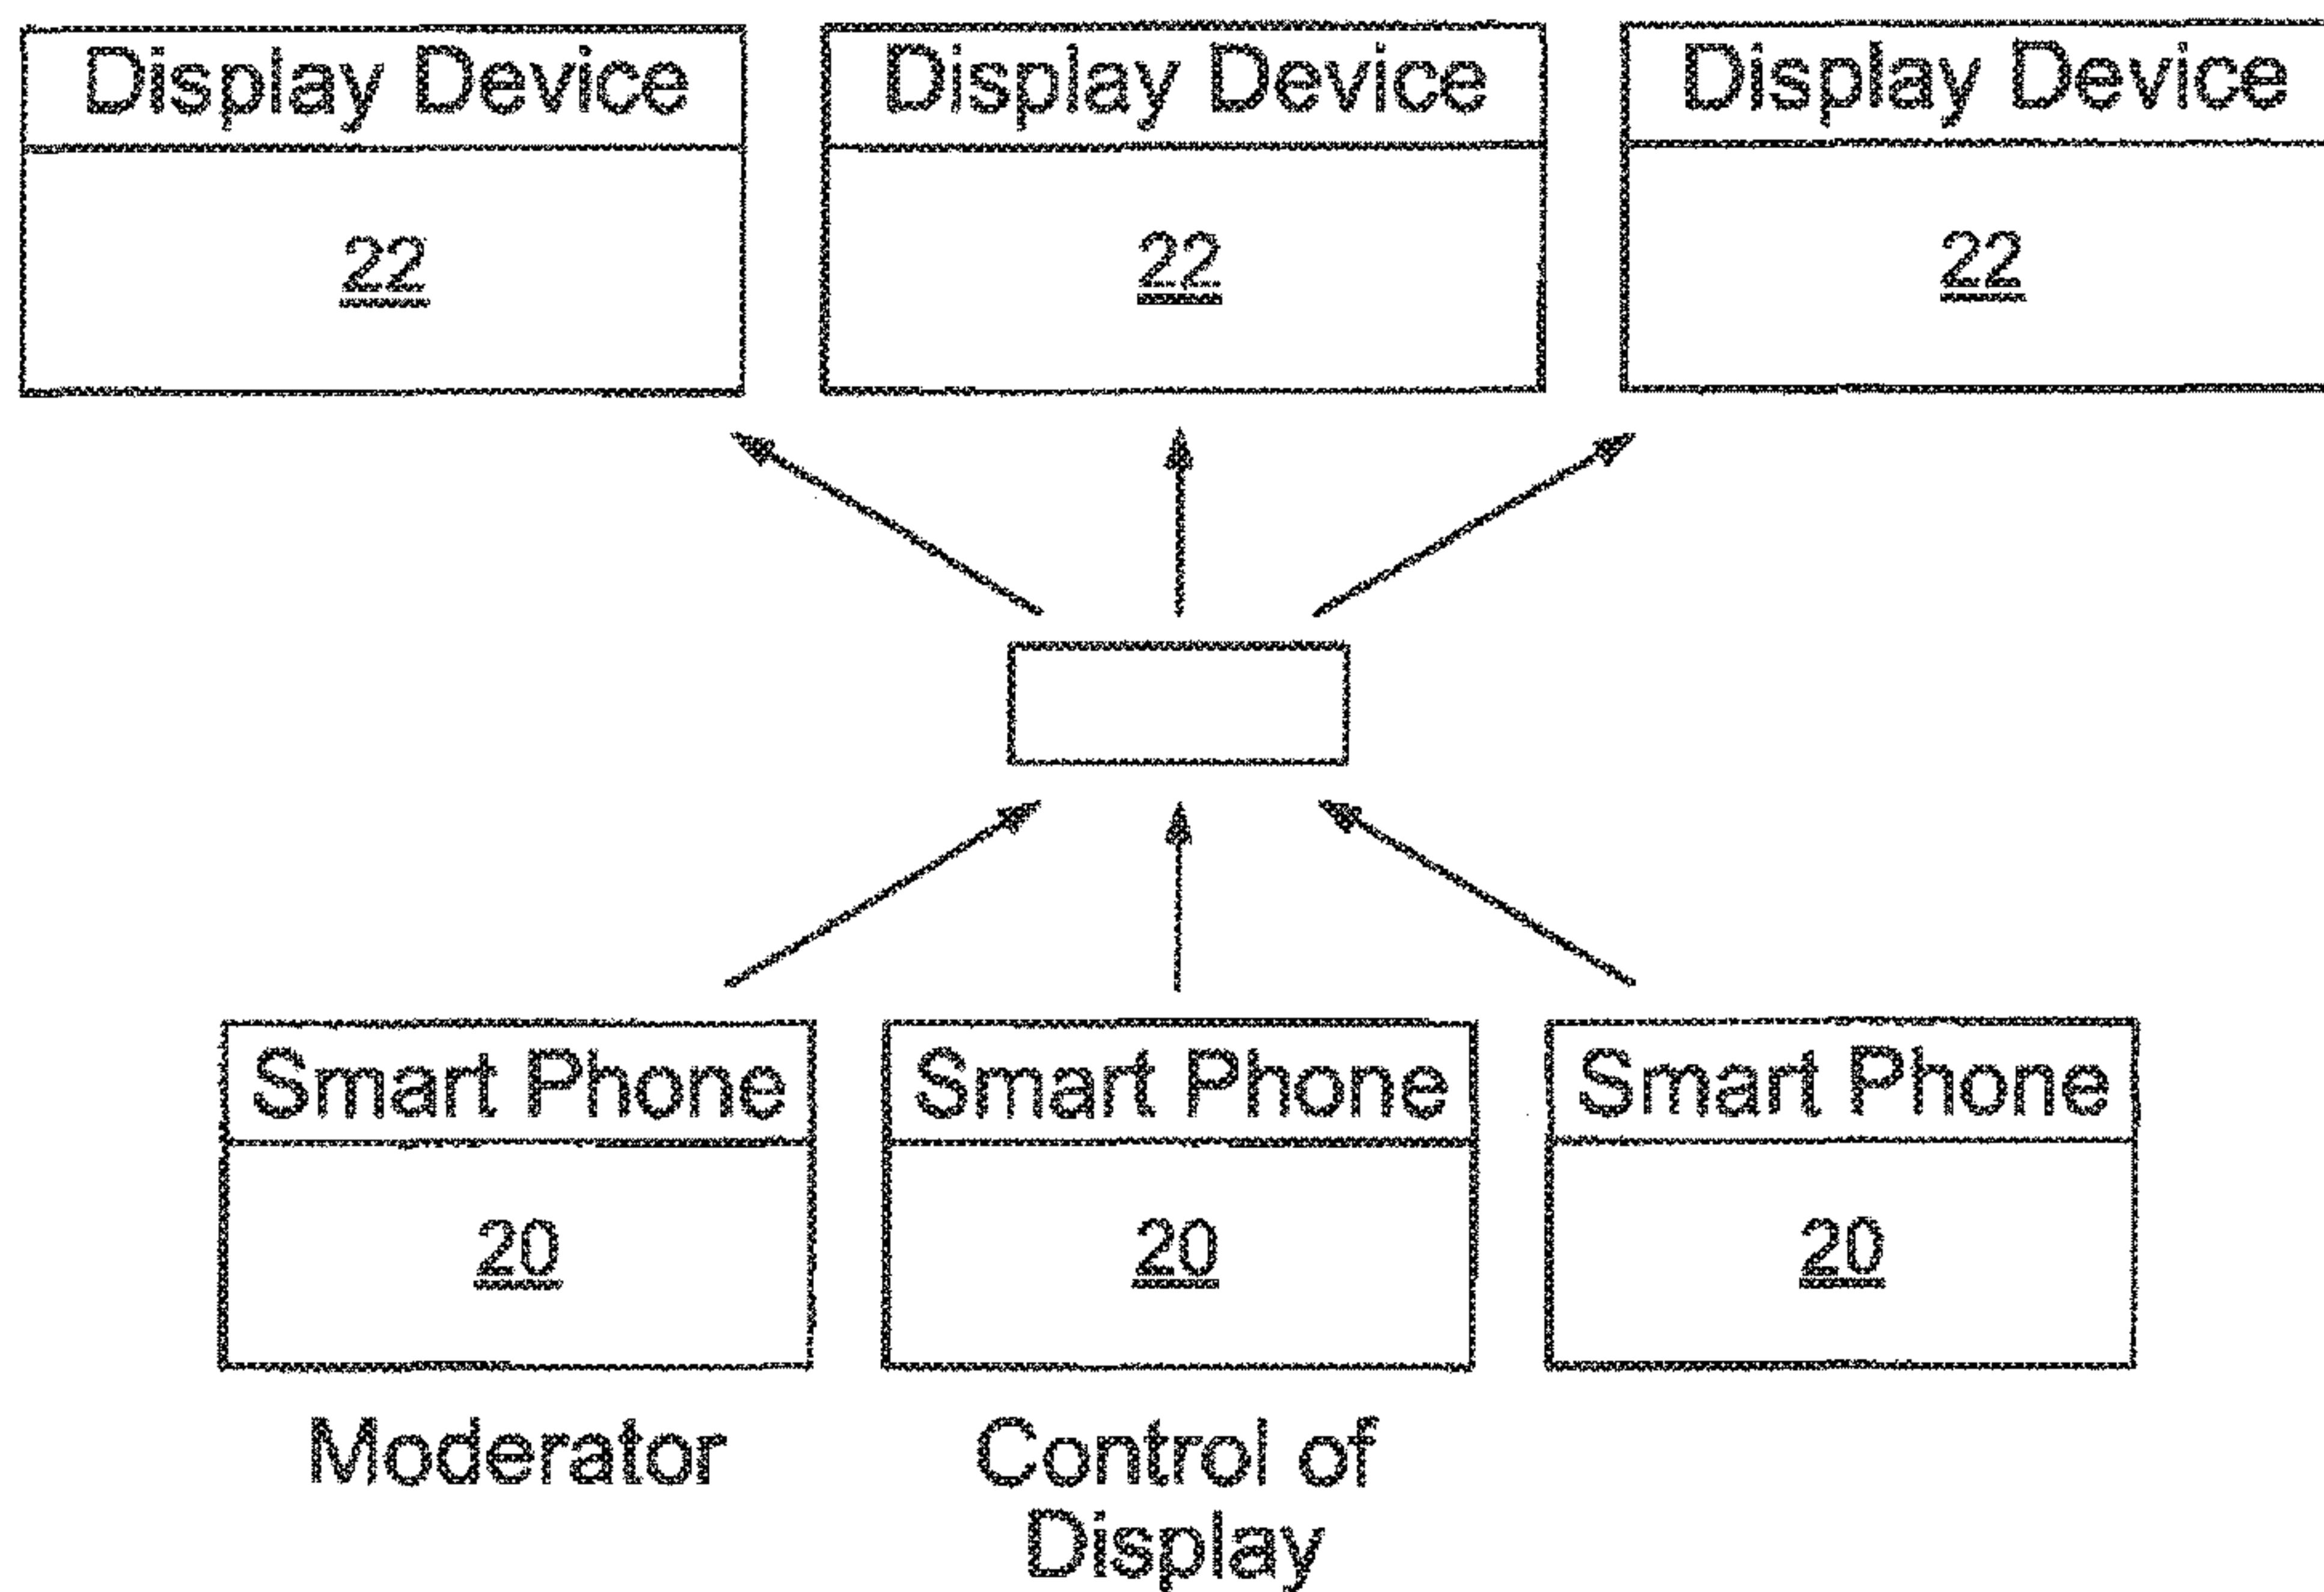 Display Device Display Device Display Device
22 22 22
Smart Phone Smart Phone Smart Phone
20 20 20
Moderator Control of
Display